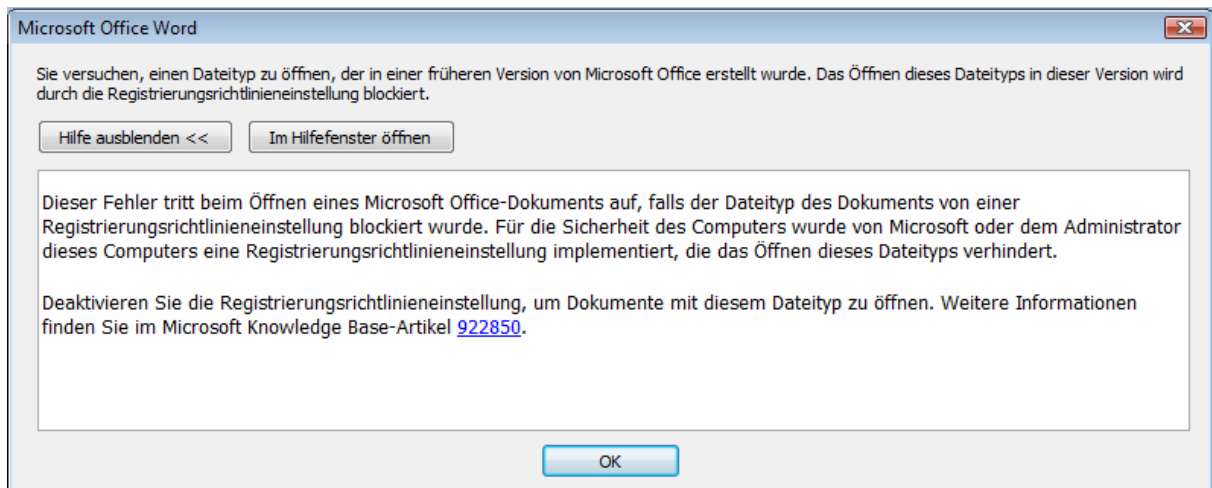 Microsoft Office Word
Sie versuchen, einen Dateityp zu öffnen, der in einer früheren Version von Microsoft Office erstellt wurde. Das Öffnen dieses Dateityps in dieser Version wird
durch die Registrierungsrichtlinieneinstellung blockiert.
Hilfe ausblenden << Im Hilfefenster öffnen
Dieser Fehler tritt beim Öffnen eines Microsoft Office-Dokuments auf, falls der Dateityp des Dokuments von einer
Registrierungsrichtlinieneinstellung blockiert wurde. Für die Sicherheit des Computers wurde von Microsoft oder dem Administrator
dieses Computers eine Registrierungsrichtlinieneinstellung implementiert, die das Öffnen dieses Dateityps verhindert.
Deaktivieren Sie die Registrierungsrichtlinieneinstellung, um Dokumente mit diesem Dateityp zu öffnen. Weitere Informationen
finden Sie im Microsoft Knowledge Base-Artikel 922850.
OK